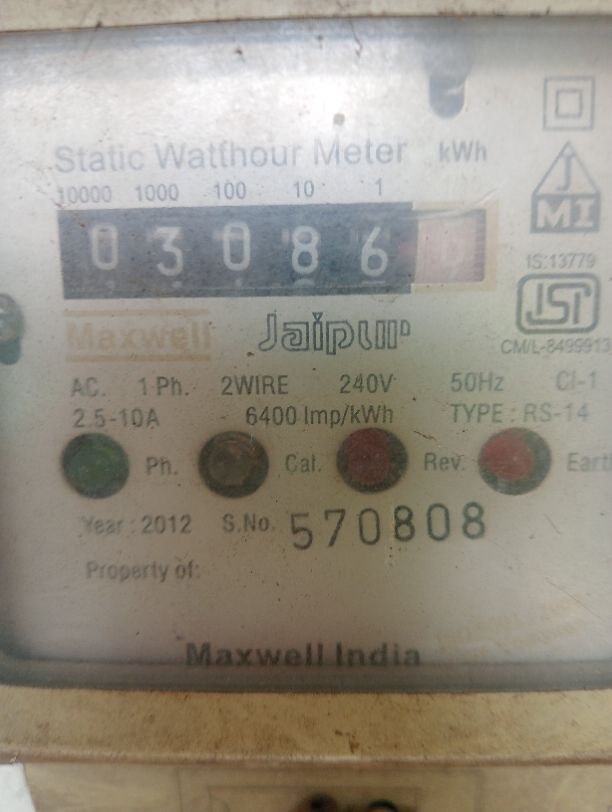 Static Watthour Meter kWh
10000 1000 100 10 1
0 3 0 8 6 0
MI
IS:13779
Maxwell Jaipur ISI
CM/L-8499913
AC. 1 Ph. 2WIRE 240V 50Hz Cl-1
2.5-10A 6400 Imp/kWh TYPE : RS-14
Ph. Cal. Rev. Earth
Year : 2012 S.No. 570808
Property of:
Maxwell India